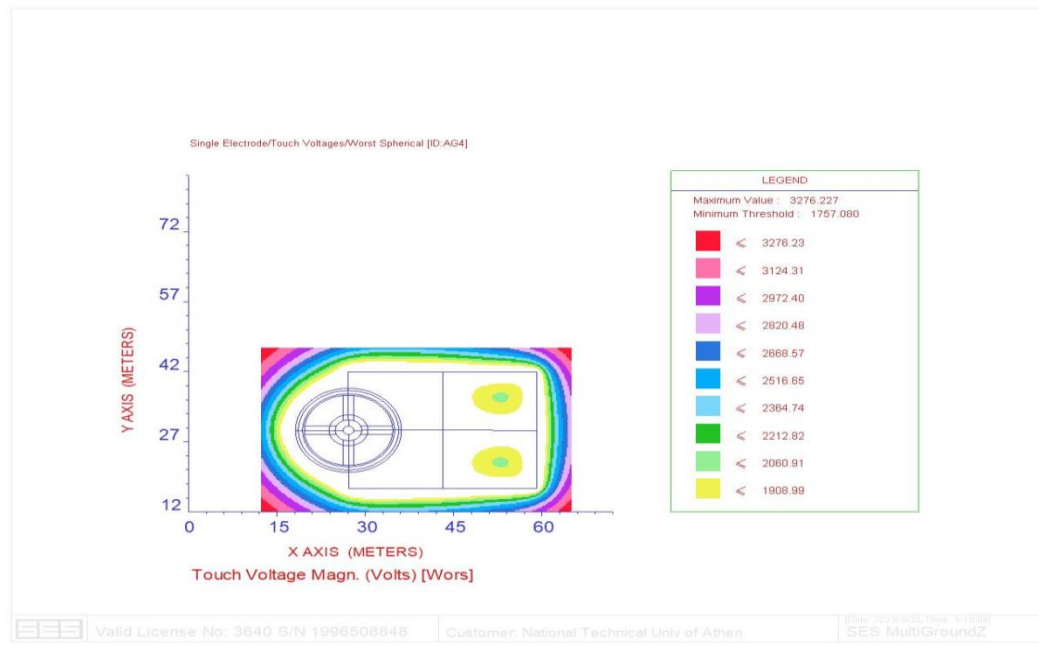 Single Electrode/Touch Voltages/Worst Spherical [ID:AG4]
LEGEND
Maximum Value : 3276.227
Minimum Threshold : 1757.080
⩽ 3276.23
⩽ 3124.31
⩽ 2972.40
⩽ 2820.48
⩽ 2668.57
⩽ 2516.65
⩽ 2364.74
⩽ 2212.82
⩽ 2060.91
⩽ 1908.99
72
57
42
27
12
Y AXIS (METERS)
0 15 30 45 60
X AXIS (METERS)
Touch Voltage Magn. (Volts) [Wors]
SES Valid License No: 3640 S/N 1996508848 Customer: National Technical Univ of Athen SES MultiGroundZ